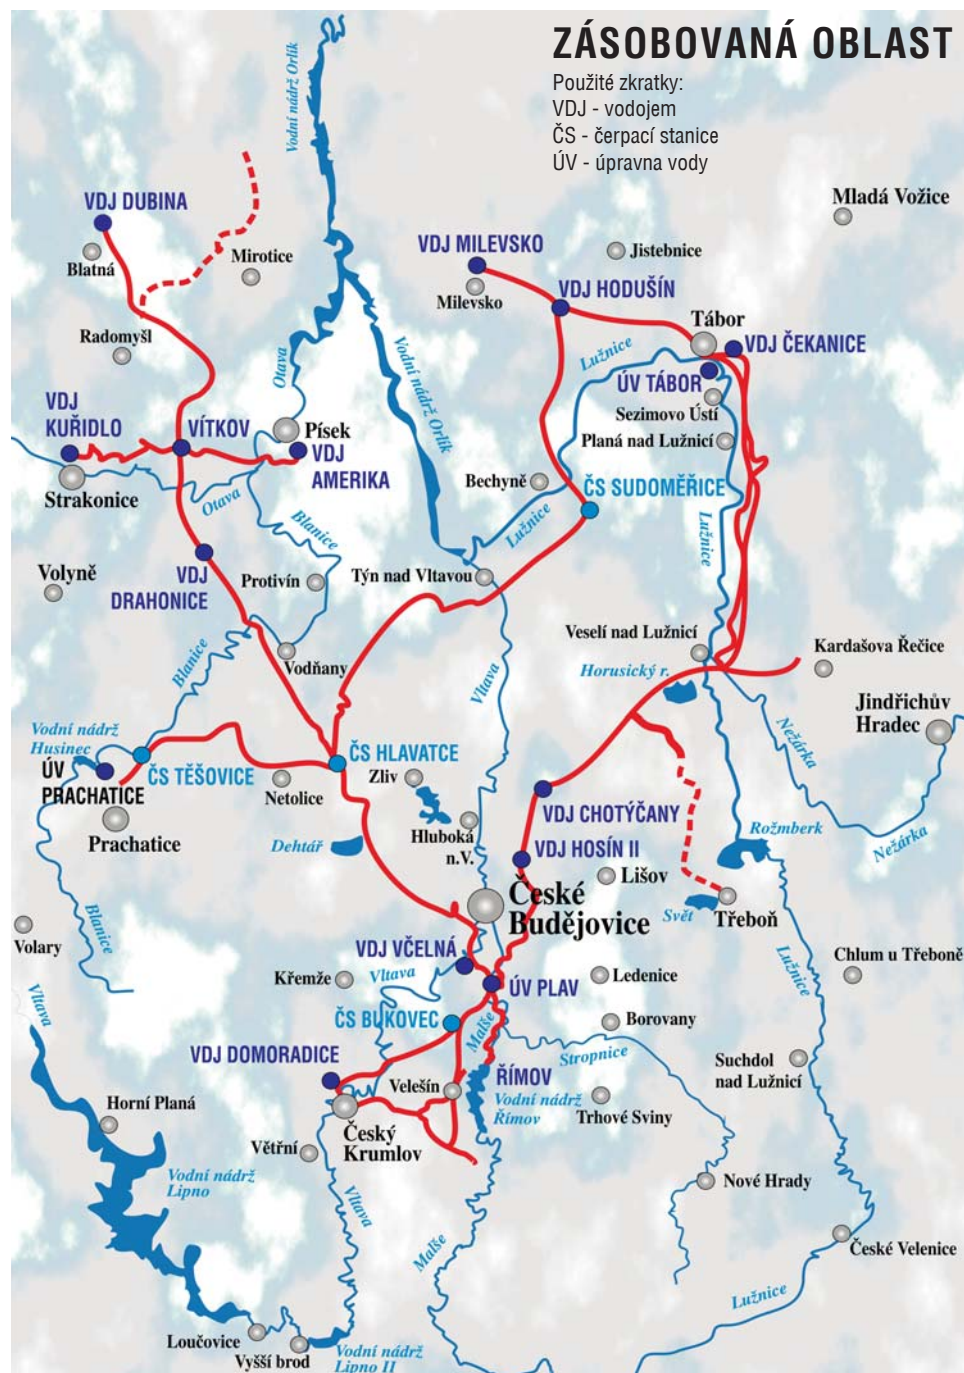 ZÁSOBOVANÁ OBLAST
Použité zkratky:
VDJ - vodojem
ČS - čerpací stanice
ÚV - úpravna vody
Vodní nádrž Orlík
Mladá Vožice
VDJ DUBINA
Blatná
Mirotice
VDJ MILEVSKO
Milevsko
Jistebnice
VDJ HODUŠÍN
Tábor
VDJ ČEKANICE
Radomyšl
Otava
Vodní nádrž Orlík
Lužnice
ÚV TÁBOR
Sezimovo Ústí
VDJ
KUŘIDLO
VÍTKOV
Písek
VDJ
AMERIKA
Planá nad Lužnicí
Strakonice
Otava
Blanice
Bechyně
ČS SUDOMĚŘICE
Lužnice
Lužnice
Volyně
VDJ
DRAHONICE
Protivín
Týn nad Vltavou
Blanice
Vodňany
Vltava
Veselí nad Lužnicí
Horusický r.
Kardašova Řečice
Jindřichův
Hradec
Nežárka
Nežárka
Vodní nádrž
Husinec
ÚV
PRACHATICE
ČS TĚŠOVICE
ČS HLAVATCE
Netolice
Zliv
Prachatice
Dehtář
Hluboká
n.V.
VDJ CHOTÝČANY
VDJ HOSÍN II
Rožmberk
Lišov
České
Budějovice
Svět
Třeboň
Blanice
Volary
VDJ VČELNÁ
Křemže
Vltava
ÚV PLAV
Ledenice
Lužnice
Chlum u Třeboně
Vltava
ČS BUKOVEC
Malše
Borovany
Stropnice
VDJ DOMORADICE
Velešín
ŘÍMOV
Vodní nádrž
Římov
Trhové Sviny
Suchdol
nad Lužnicí
Horní Planá
Český
Krumlov
Větřní
Vodní nádrž
Lipno
Vltava
Nové Hrady
Malše
České Velenice
Lužnice
Loučovice
Vyšší brod
Vodní nádrž
Lipno II